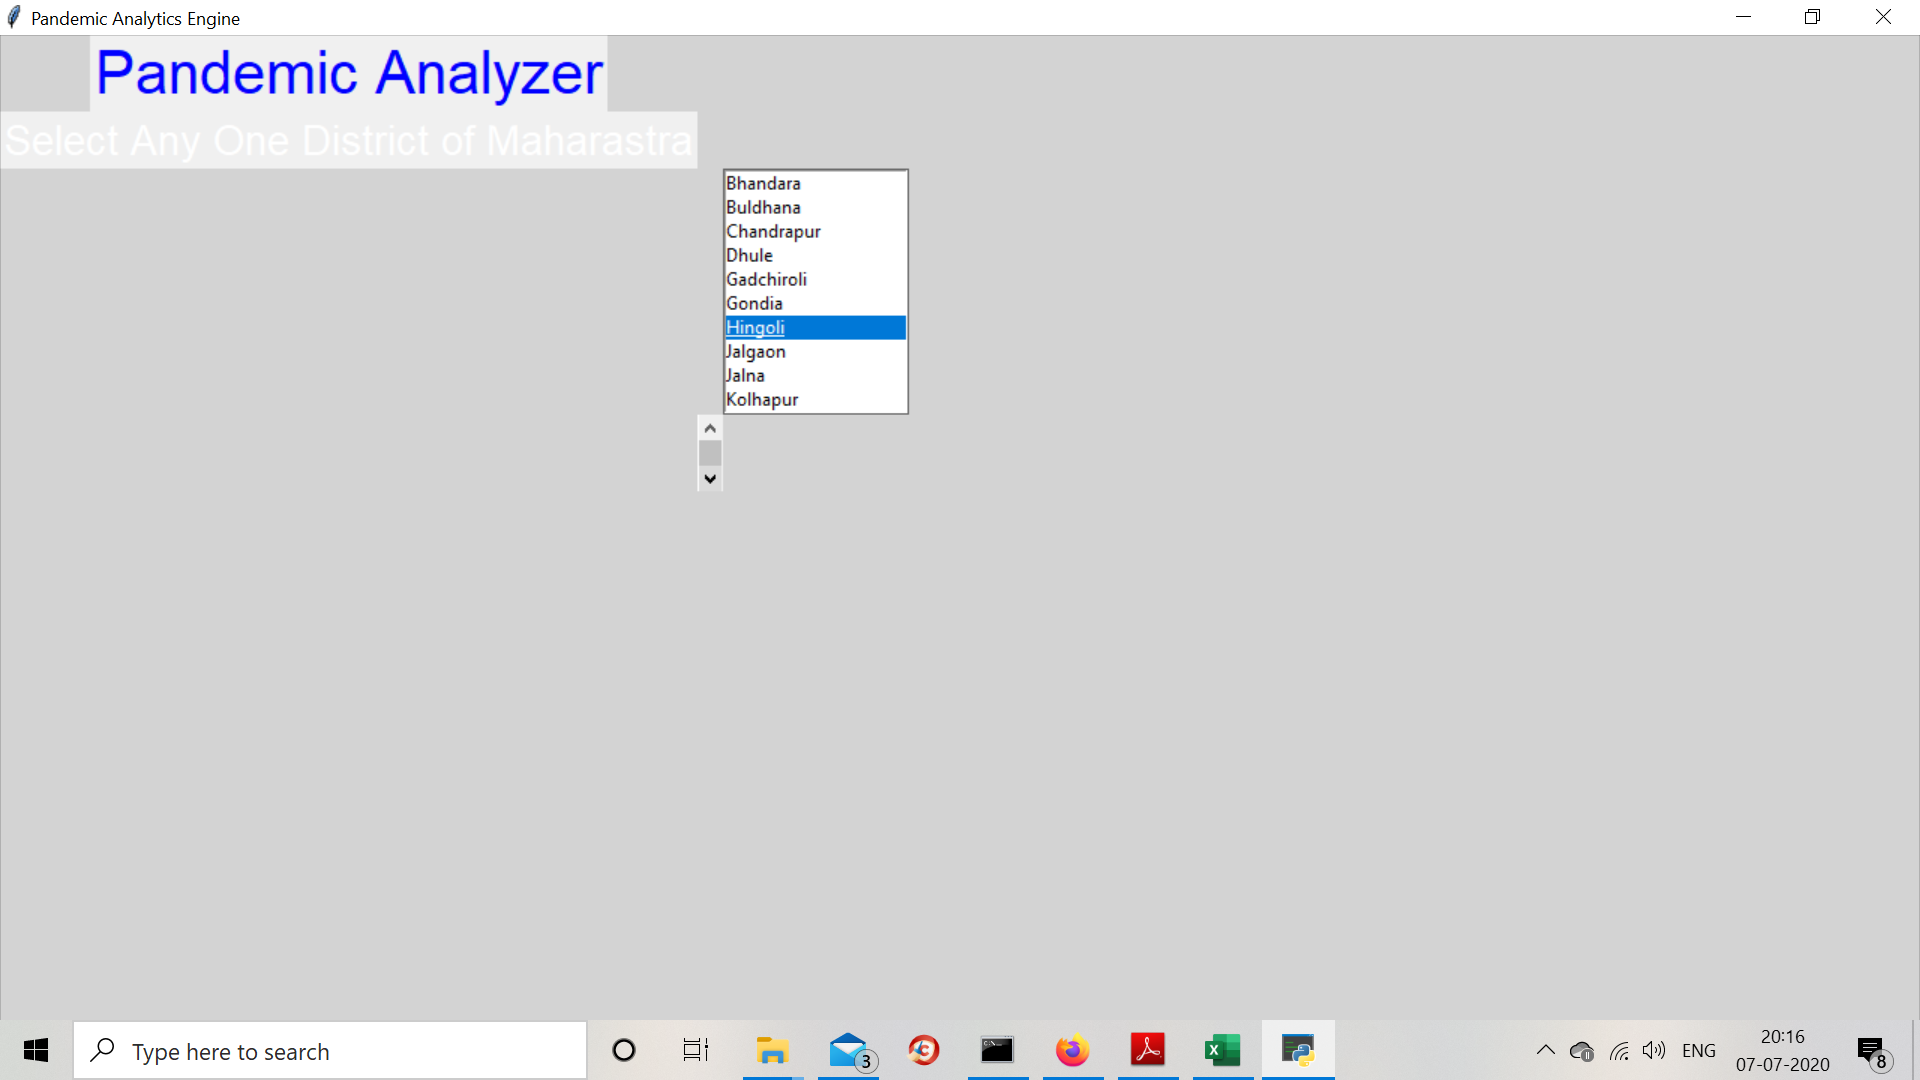 Pandemic Analytics Engine
Pandemic Analyzer
Select Any One District of Maharastra
Bhandara
Buldhana
Chandrapur
Dhule
Gadchiroli
Gondia
Hingoli
Jalgaon
Jalna
Kolhapur
Type here to search
3
ENG
20:16
07-07-2020
8